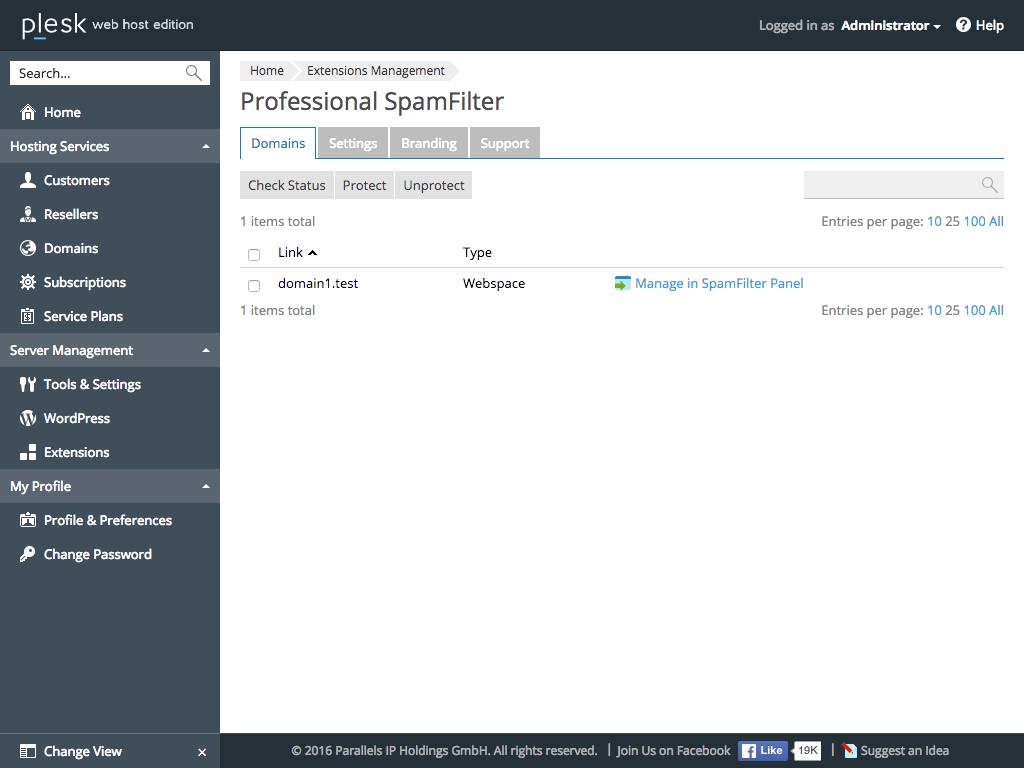 plesk web host edition
Logged in as Administrator
Help
Search...
Home
Hosting Services
Customers
Resellers
Domains
Subscriptions
Service Plans
Server Management
Tools & Settings
WordPress
Extensions
My Profile
Profile & Preferences
Change Password
Change View ×
Home Extensions Management
Professional SpamFilter
Domains Settings Branding Support
Check Status Protect Unprotect
1 items total Entries per page: 10 25 100 All
Link Type
domain1.test Webspace Manage in SpamFilter Panel
1 items total Entries per page: 10 25 100 All
© 2016 Parallels IP Holdings GmbH. All rights reserved. | Join Us on Facebook Like 19K | Suggest an Idea